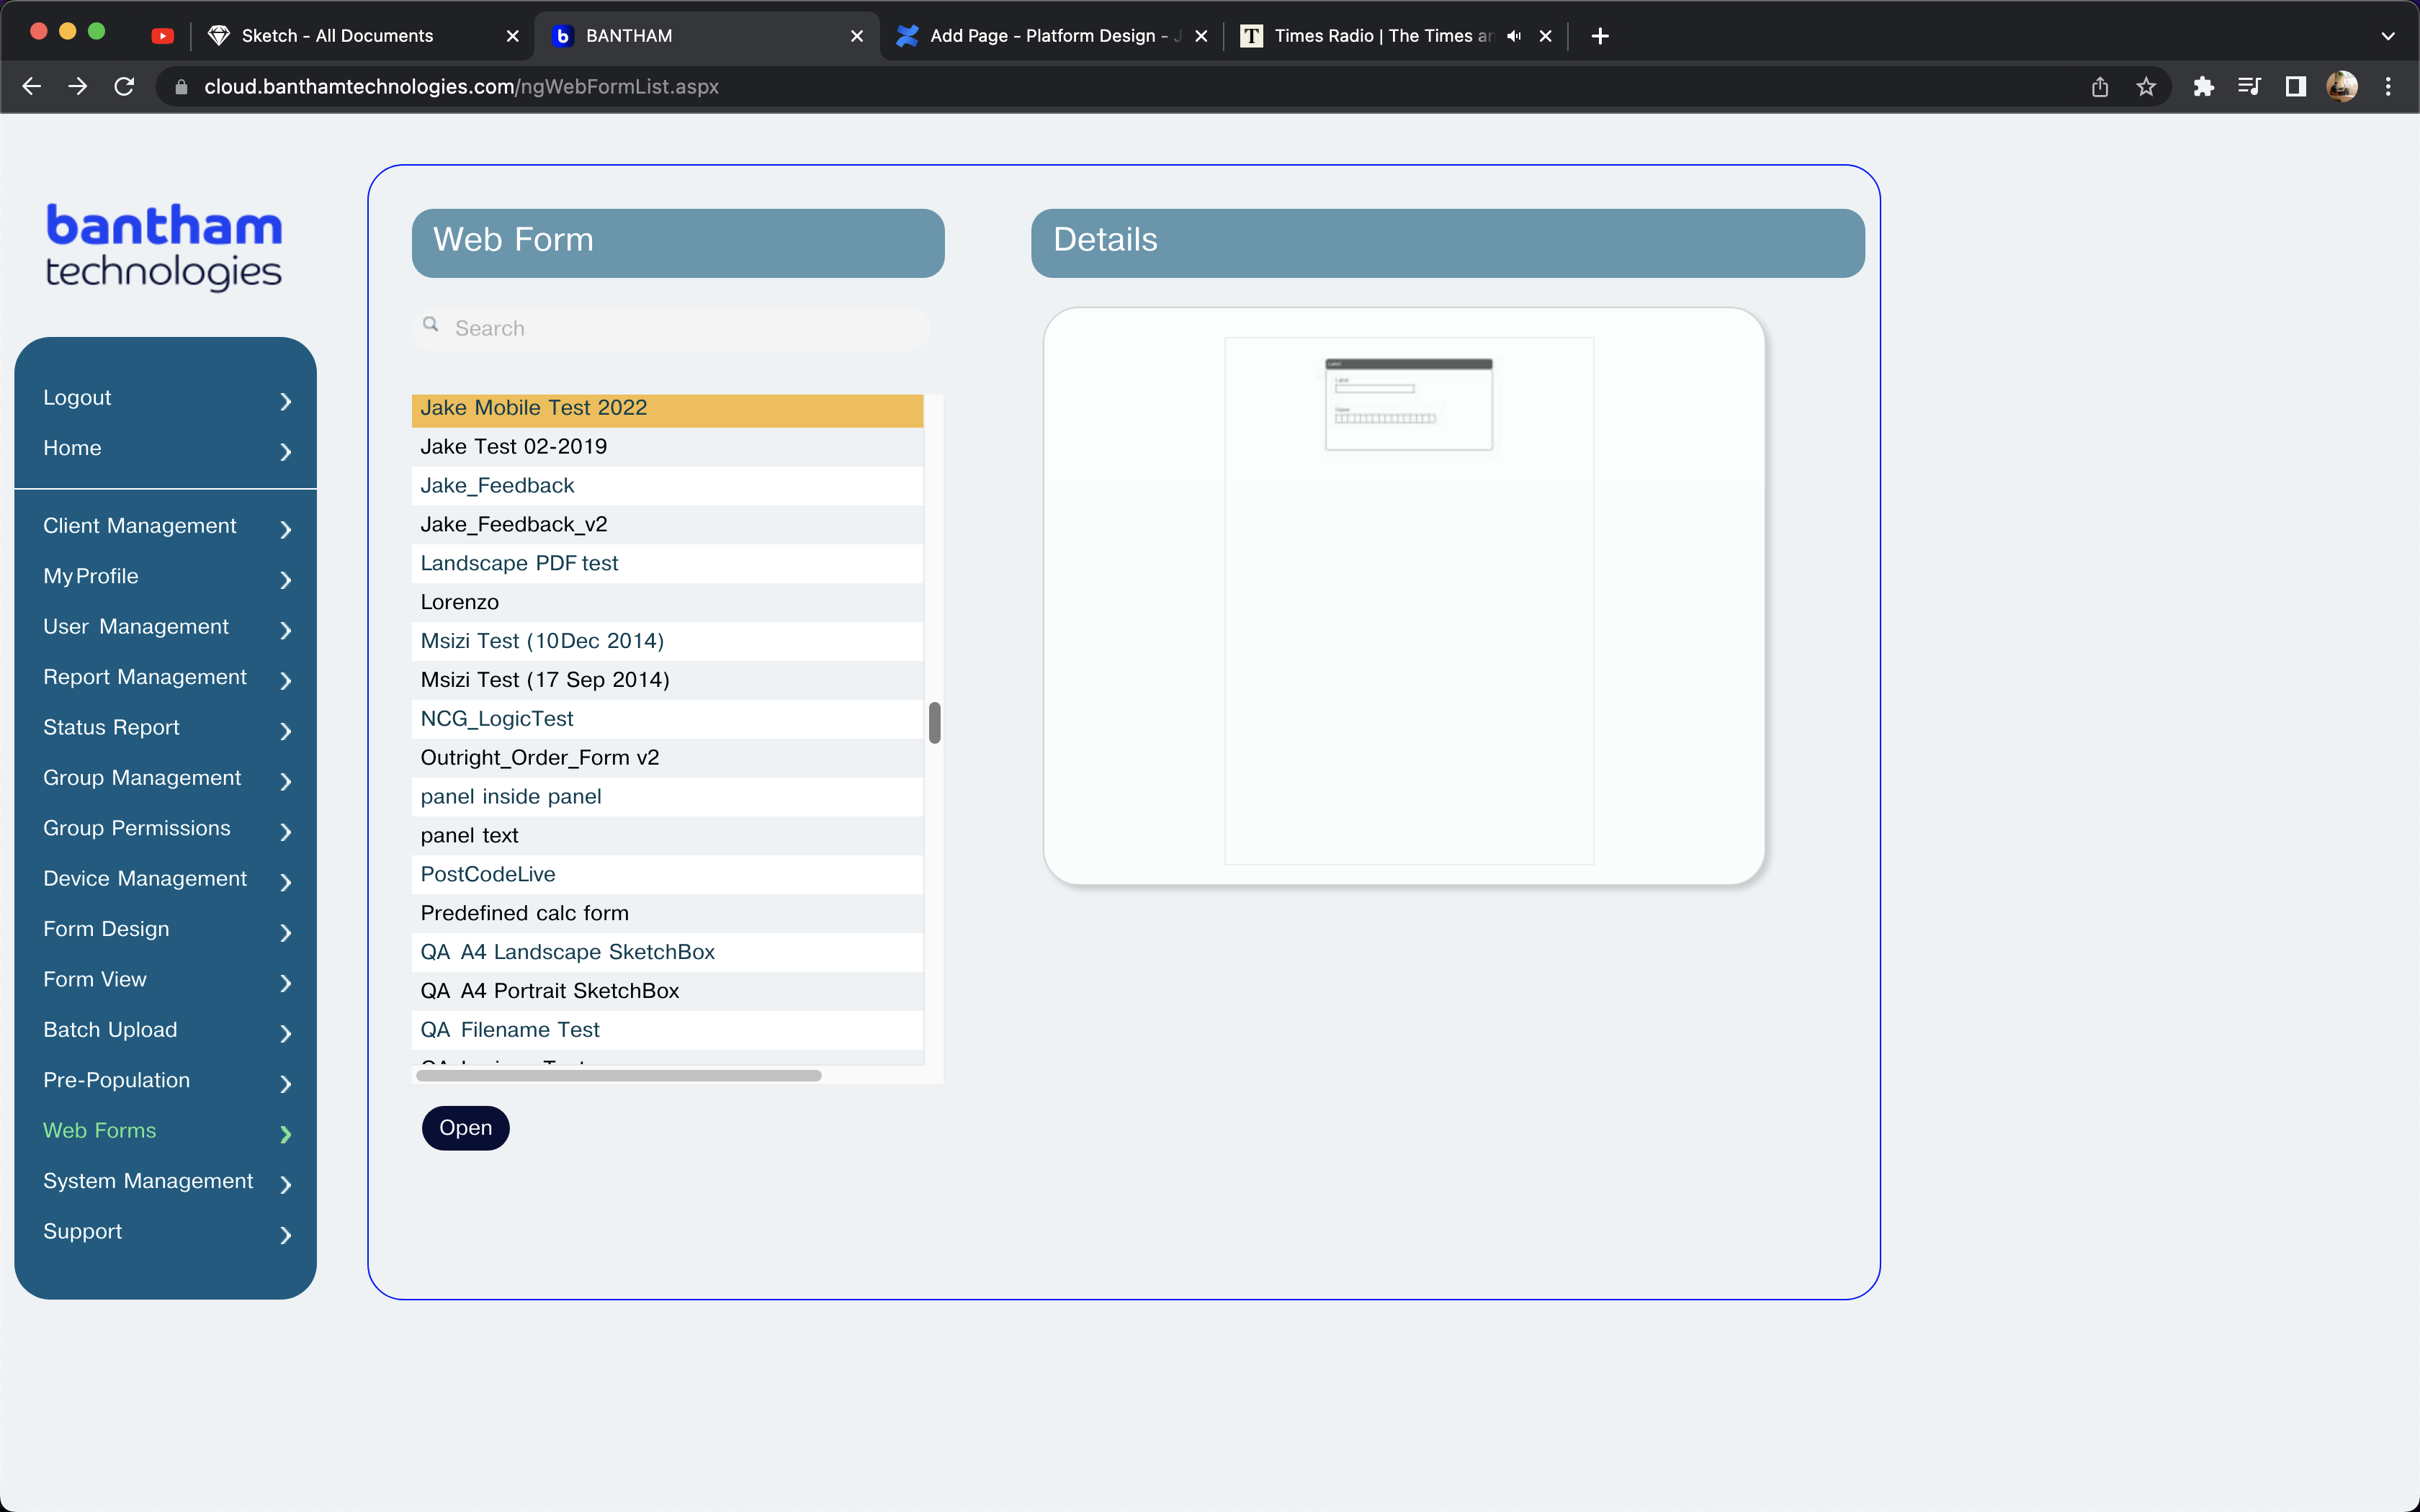 Sketch - All Documents
BANTHAM
Add Page - Platform Design -
Times Radio | The Times an
cloud.banthamtechnologies.com/ngWebFormList.aspx
bantham
technologies
Logout
Home
Client Management
My Profile
User Management
Report Management
Status Report
Group Management
Group Permissions
Device Management
Form Design
Form View
Batch Upload
Pre-Population
Web Forms
System Management
Support
Web Form
Search
Jake Mobile Test 2022
Jake Test 02-2019
Jake_Feedback
Jake_Feedback_v2
Landscape PDF test
Lorenzo
Msizi Test (10Dec 2014)
Msizi Test (17 Sep 2014)
NCG_LogicTest
Outright_Order_Form v2
panel inside panel
panel text
PostCodeLive
Predefined calc form
QA A4 Landscape SketchBox
QA A4 Portrait SketchBox
QA Filename Test
Open
Details